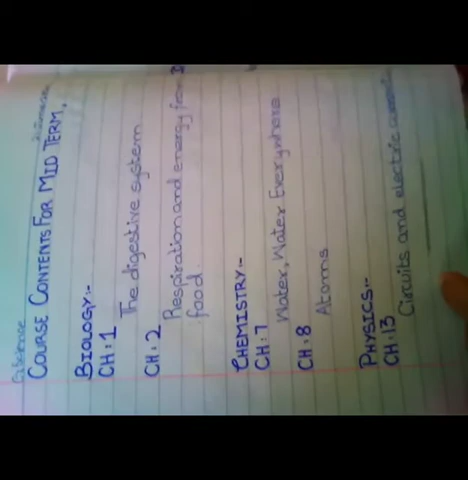 G.Science
COURSE CONTENTS FOR MID TERM,
BIOLOGY:-
CH:1
The digestive system
CH:2
Respiration and energy from
food.
CHEMISTRY:-
CH:7
Water, Water Everywhere
CH:8
Atoms
PHYSICS:-
CH:13
Circuits and electric